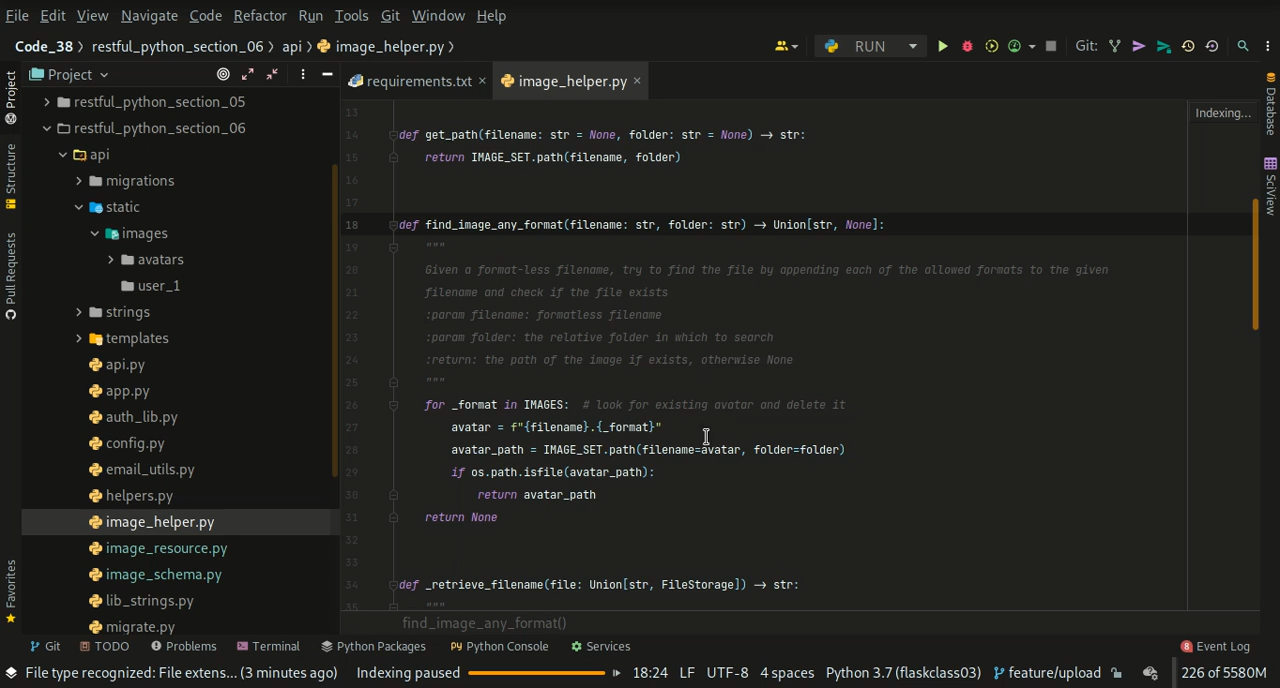 File Edit View Navigate Code Refactor Run Tools Git Window Help
Code_38 restful_python_section_06 api image_helper.py RUN Git:
Project
requirements.txt image_helper.py
Project
Structure
Pull Requests
Favorites
restful_python_section_05
restful_python_section_06
api
migrations
static
images
avatars
user_1
strings
templates
api.py
app.py
auth_lib.py
config.py
email_utils.py
helpers.py
image_helper.py
image_resource.py
image_schema.py
lib_strings.py
migrate.py
Indexing...
13
14 def get_path(filename: str = None, folder: str = None) → str:
15 return IMAGE_SET.path(filename, folder)
16
17
18 def find_image_any_format(filename: str, folder: str) → Union[str, None]:
19 """
20 Given a format-less filename, try to find the file by appending each of the allowed formats to the given
21 filename and check if the file exists
22 :param filename: formatless filename
23 :param folder: the relative folder in which to search
24 :return: the path of the image if exists, otherwise None
25 """
26 for _format in IMAGES: # look for existing avatar and delete it
27 avatar = f"{filename}.{_format}"
28 avatar_path = IMAGE_SET.path(filename=avatar, folder=folder)
29 if os.path.isfile(avatar_path):
30 return avatar_path
31 return None
32
33
34 def _retrieve_filename(file: Union[str, FileStorage]) → str:
35 """
find_image_any_format()
Database
SciView
Git TODO Problems Terminal Python Packages Python Console Services 8 Event Log
File type recognized: File extens... (3 minutes ago) Indexing paused 18:24 LF UTF-8 4 spaces Python 3.7 (flaskclass03) feature/upload 226 of 5580M